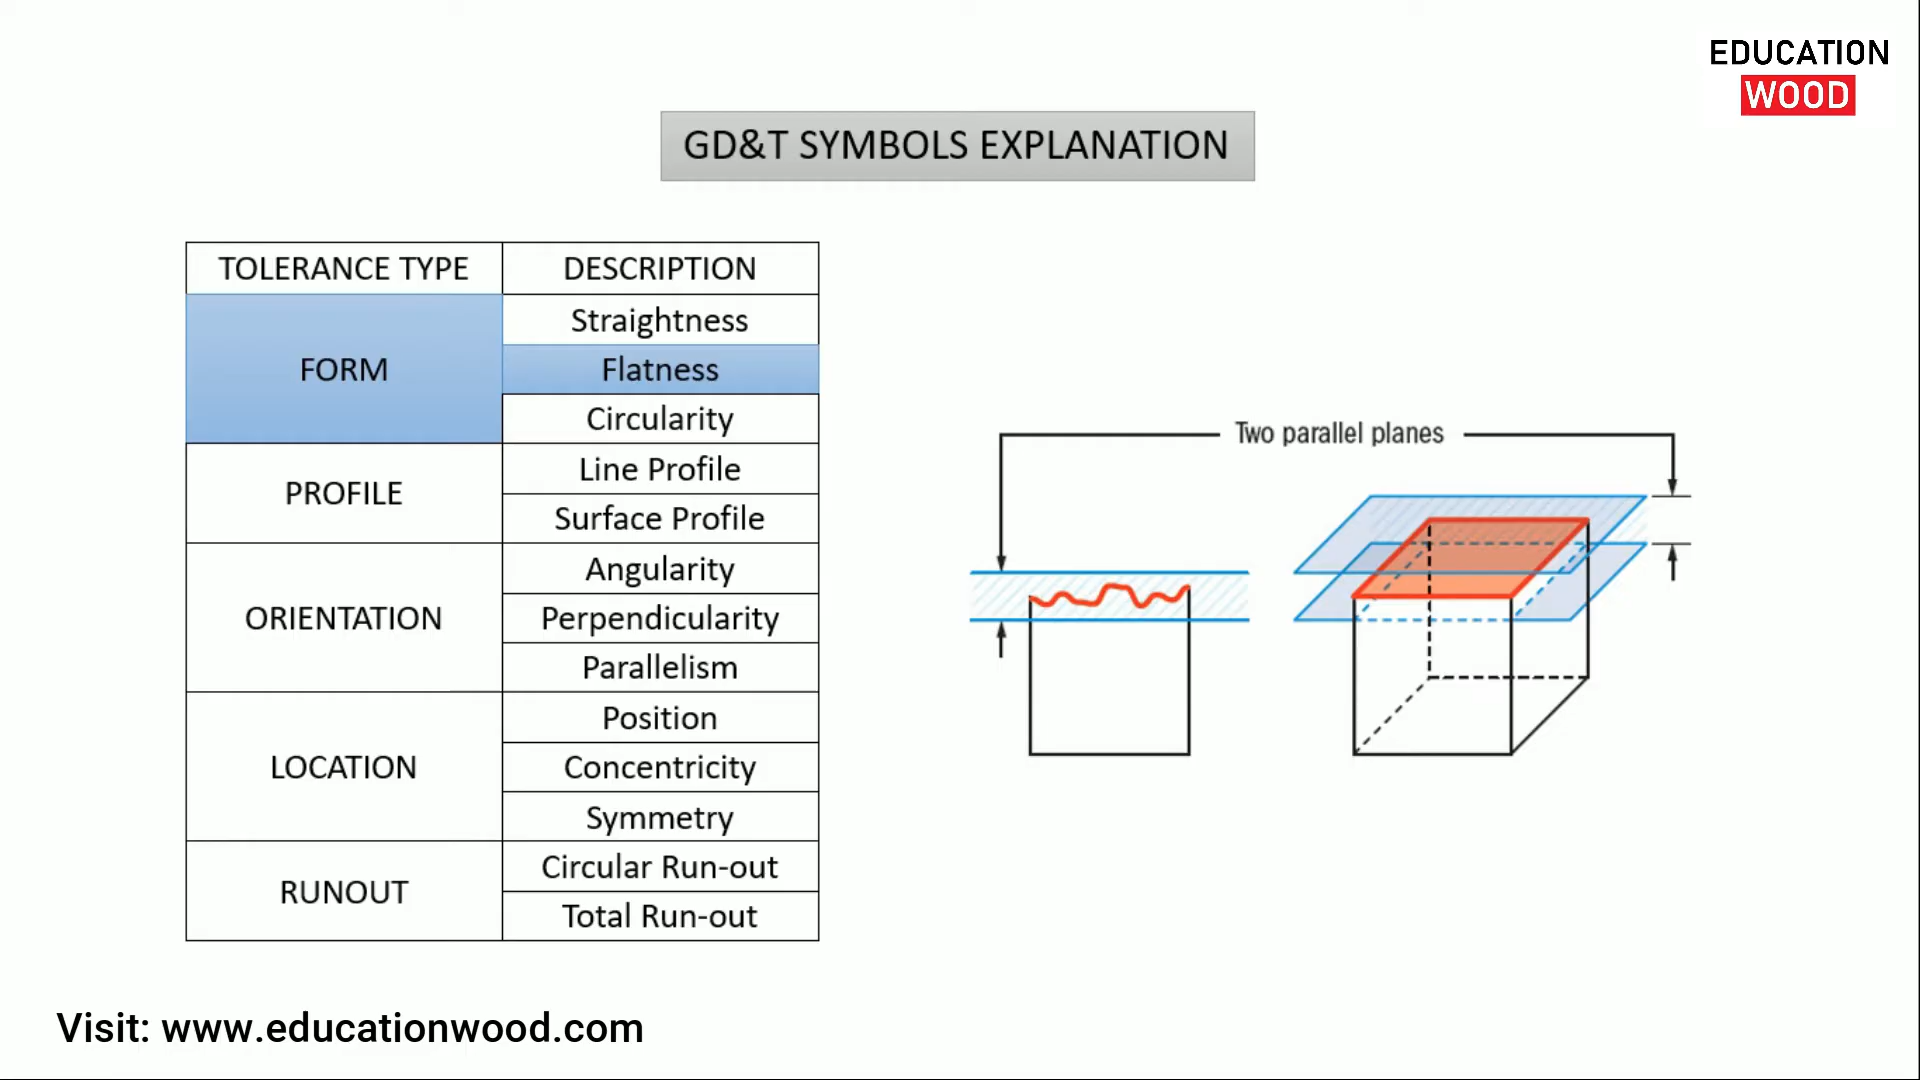 EDUCATION
WOOD
GD&T SYMBOLS EXPLANATION
TOLERANCE TYPE DESCRIPTION
FORM
Straightness
Flatness
Circularity
PROFILE
Line Profile
Surface Profile
ORIENTATION
Angularity
Perpendicularity
Parallelism
LOCATION
Position
Concentricity
Symmetry
RUNOUT
Circular Run-out
Total Run-out
Two parallel planes
Visit: www.educationwood.com